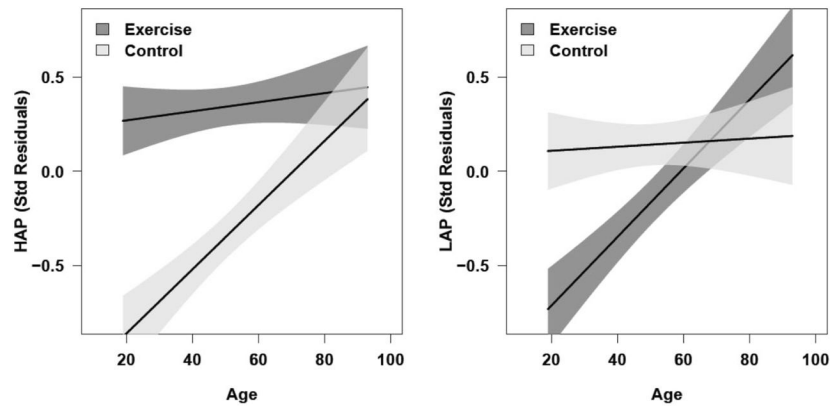 Exercise
Control
HAP (Std Residuals)
0.5
0.0
−0.5
20 40 60 80 100
Age
Exercise
Control
LAP (Std Residuals)
0.5
0.0
−0.5
20 40 60 80 100
Age